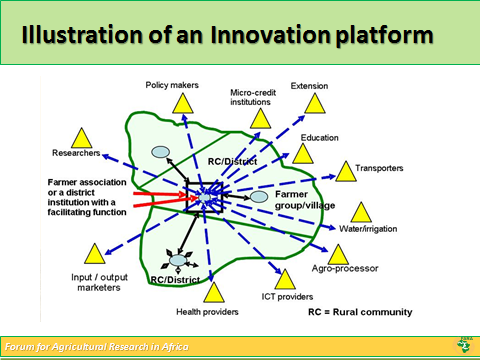 Illustration of an Innovation platform
Policy makers
Micro-credit
institutions
Extension
Education
Researchers
RC/District
Transporters
Farmer association
or a district
institution with a
facilitating function
Farmer
group/village
Water/irrigation
Agro-processor
Input / output
marketers
RC/District
ICT providers
Health providers
RC = Rural community
Forum for Agricultural Research in Africa
FARA